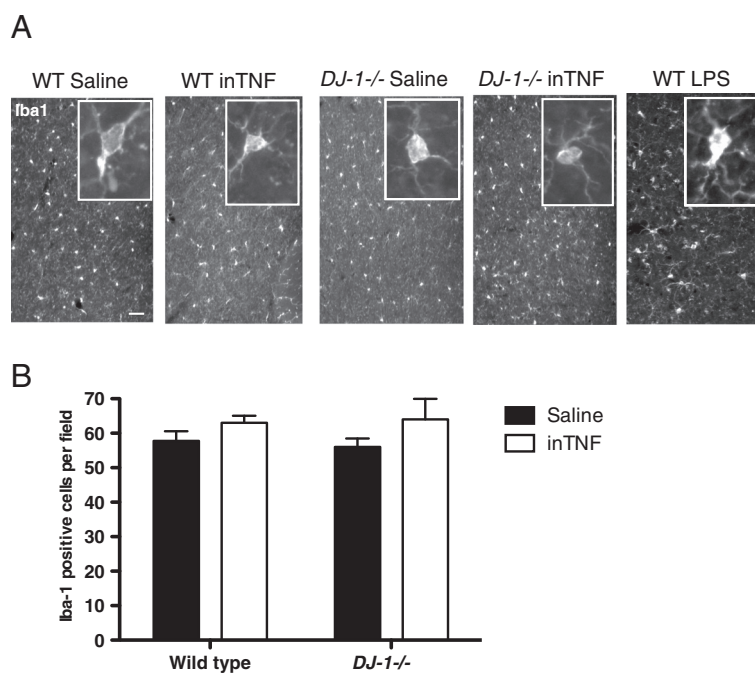 A
WT Saline
WT inTNF
DJ-1-/- Saline
DJ-1-/- inTNF
WT LPS
Iba1
B
Iba-1 positive cells per field
70
60
50
40
30
20
10
0
Wild type
DJ-1-/-
Saline
inTNF